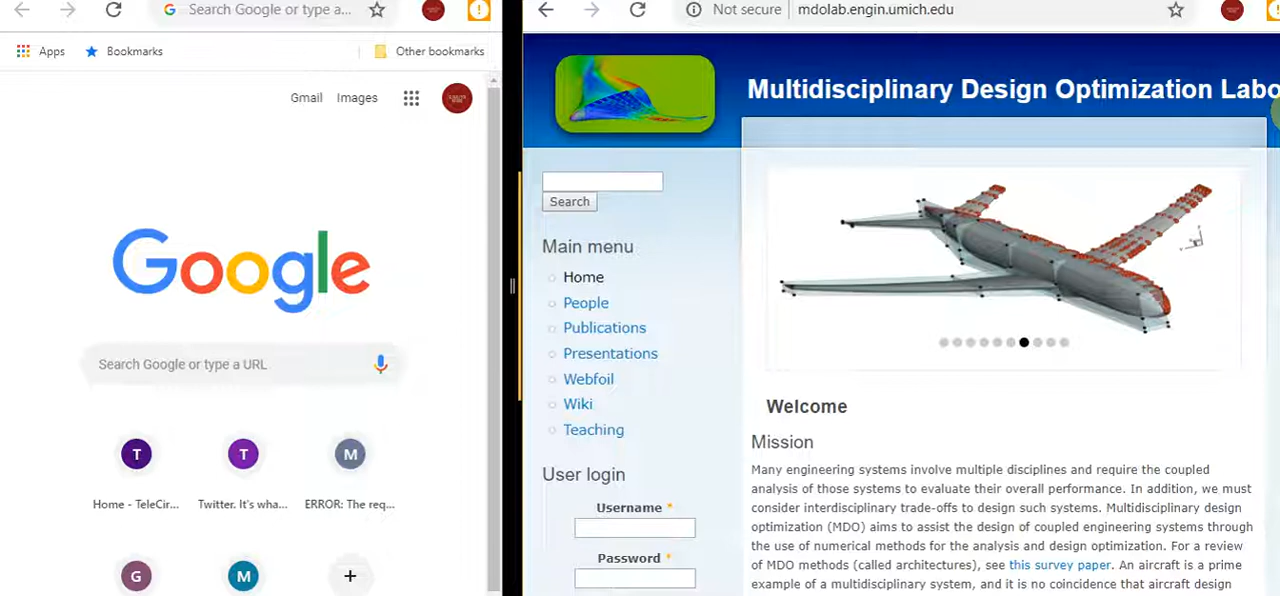 Search Google or type a...
Apps
Bookmarks
Other bookmarks
Gmail
Images
Google
Search Google or type a URL
T
T
M
Home - TeleCir...
Twitter. It's wha...
ERROR: The req...
G
M
Not secure
mdolab.engin.umich.edu
Multidisciplinary Design Optimization Labo
Search
Main menu
Home
People
Publications
Presentations
Webfoil
Wiki
Teaching
User login
Username *
Password *
Welcome
Mission
Many engineering systems involve multiple disciplines and require the coupled
analysis of those systems to evaluate their overall performance. In addition, we must
consider interdisciplinary trade-offs to design such systems. Multidisciplinary design
optimization (MDO) aims to assist the design of coupled engineering systems through
the use of numerical methods for the analysis and design optimization. For a review
of MDO methods (called architectures), see this survey paper. An aircraft is a prime
example of a multidisciplinary system, and it is no coincidence that aircraft design